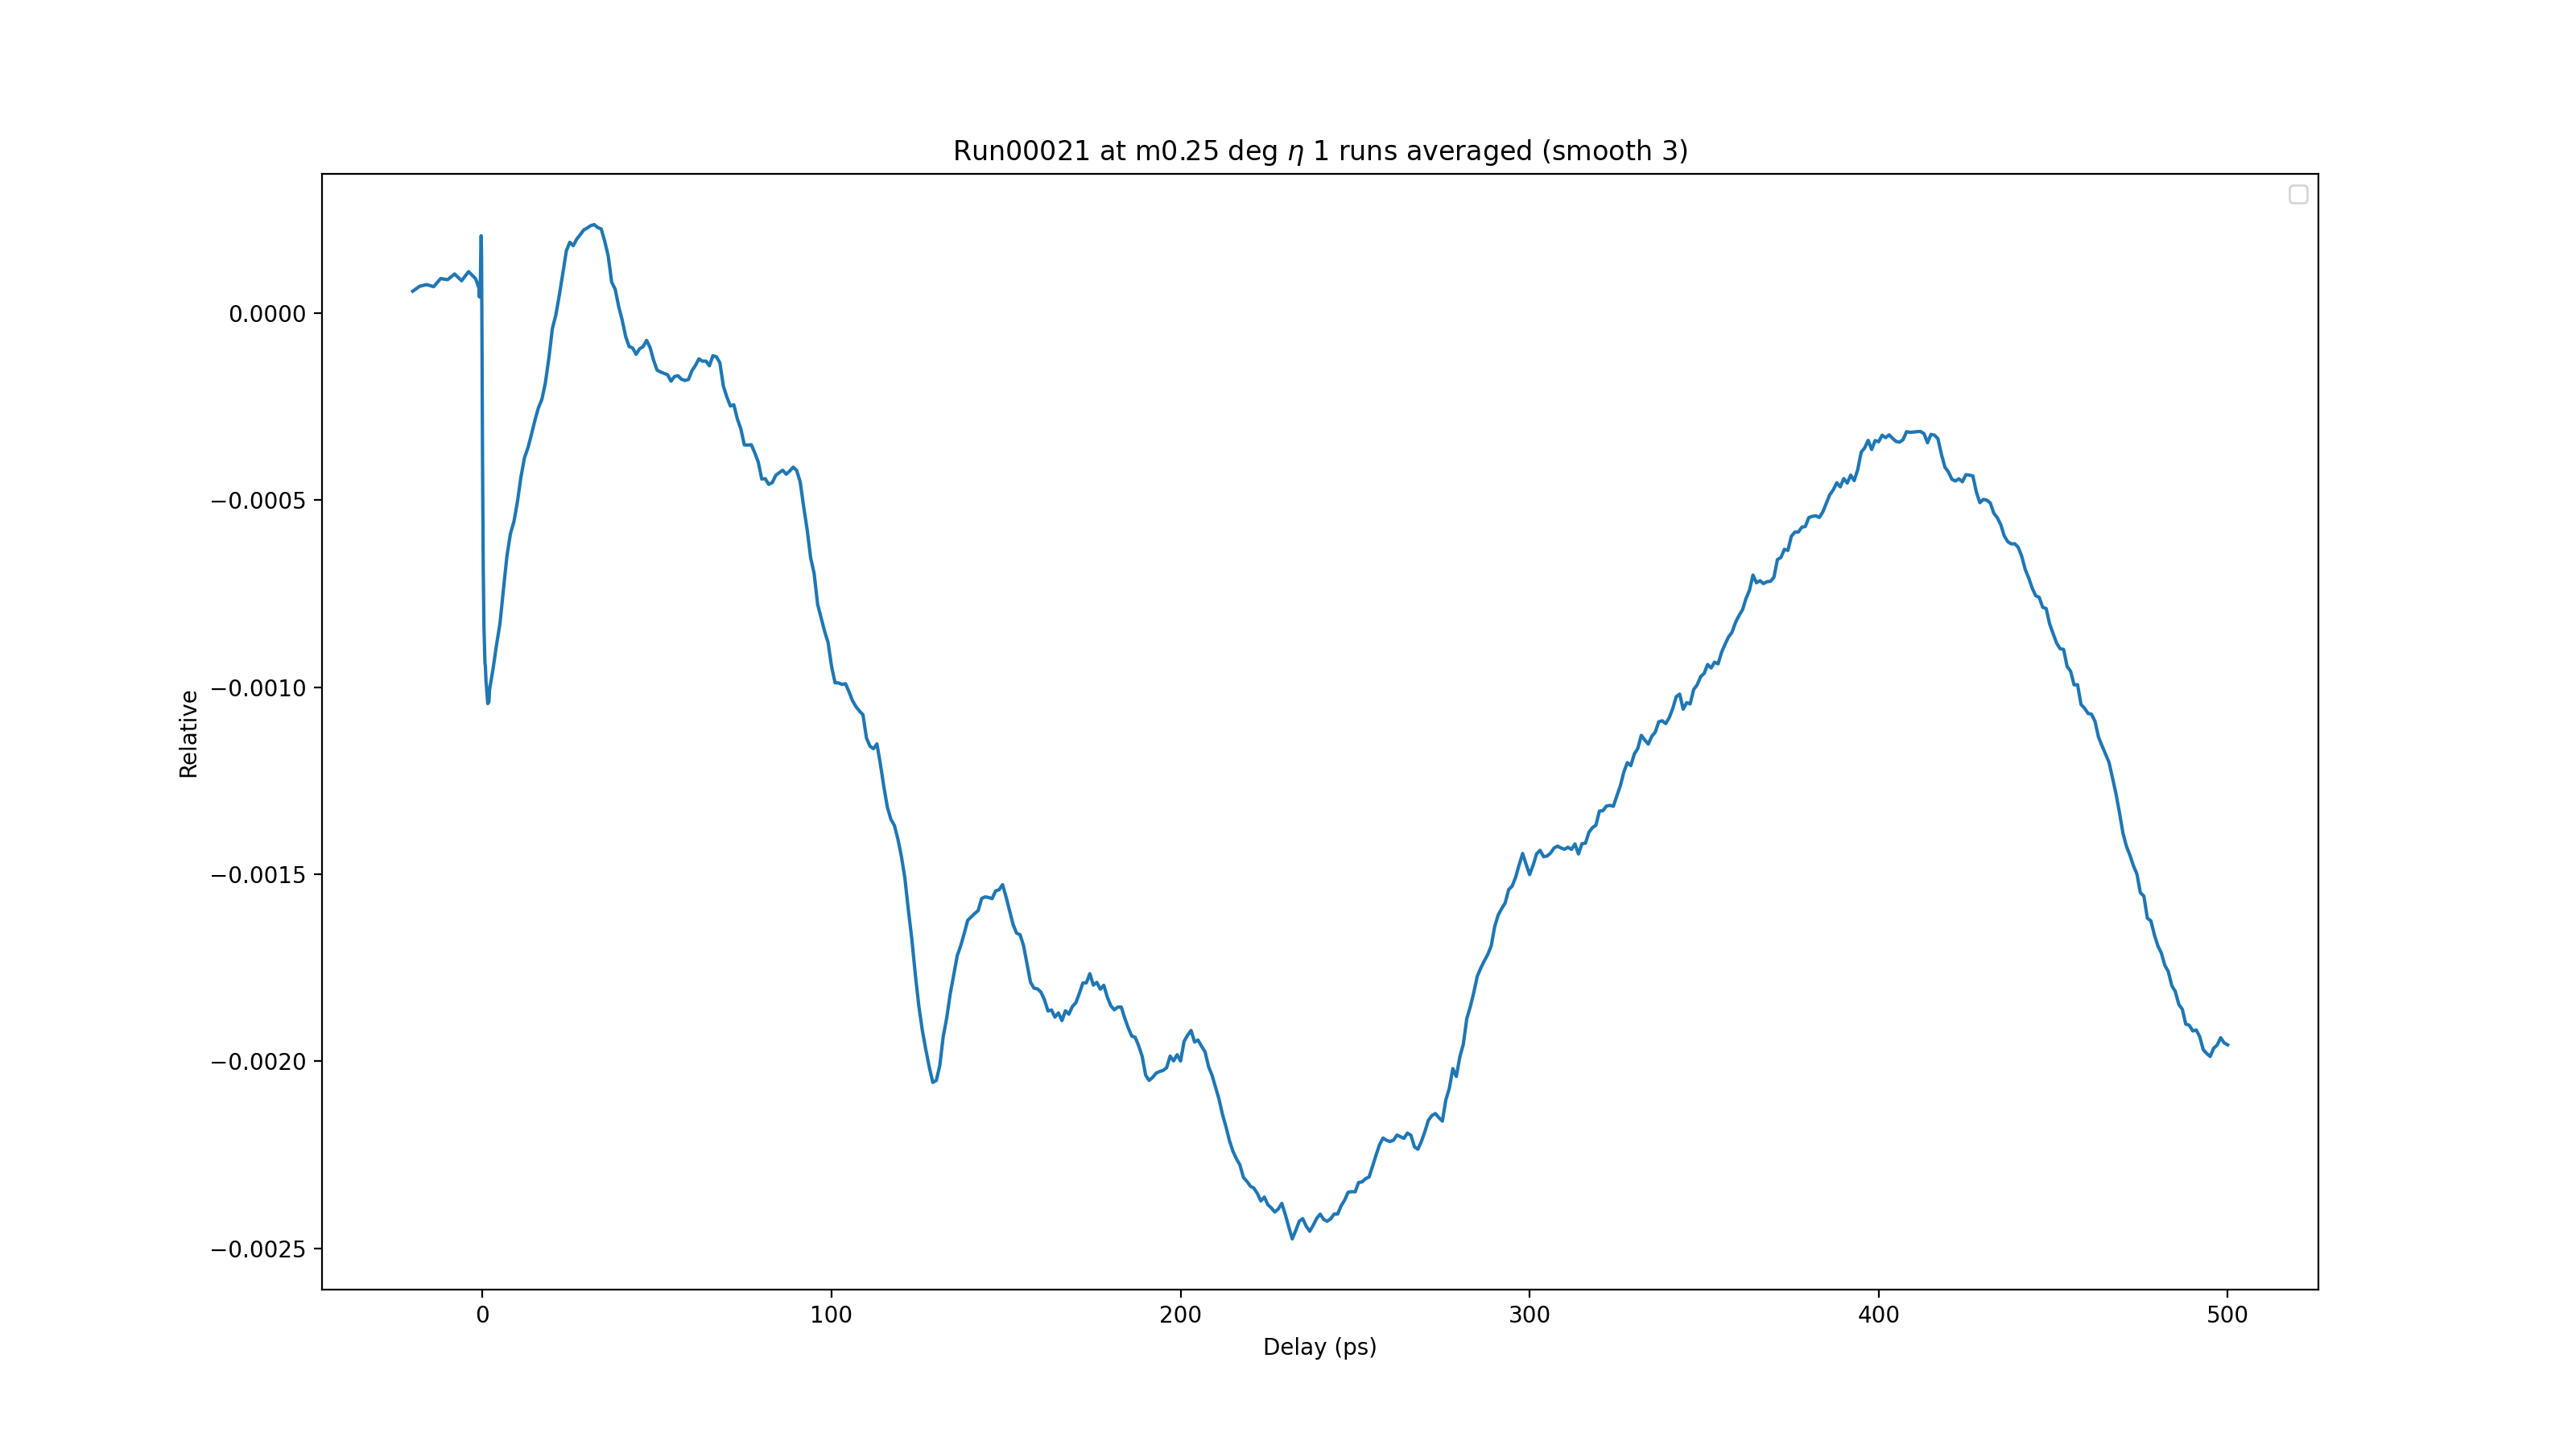 Run00021 at m0.25 deg η 1 runs averaged (smooth 3)
0.0000
−0.0005
−0.0010
−0.0015
−0.0020
−0.0025
Relative
0 100 200 300 400 500
Delay (ps)